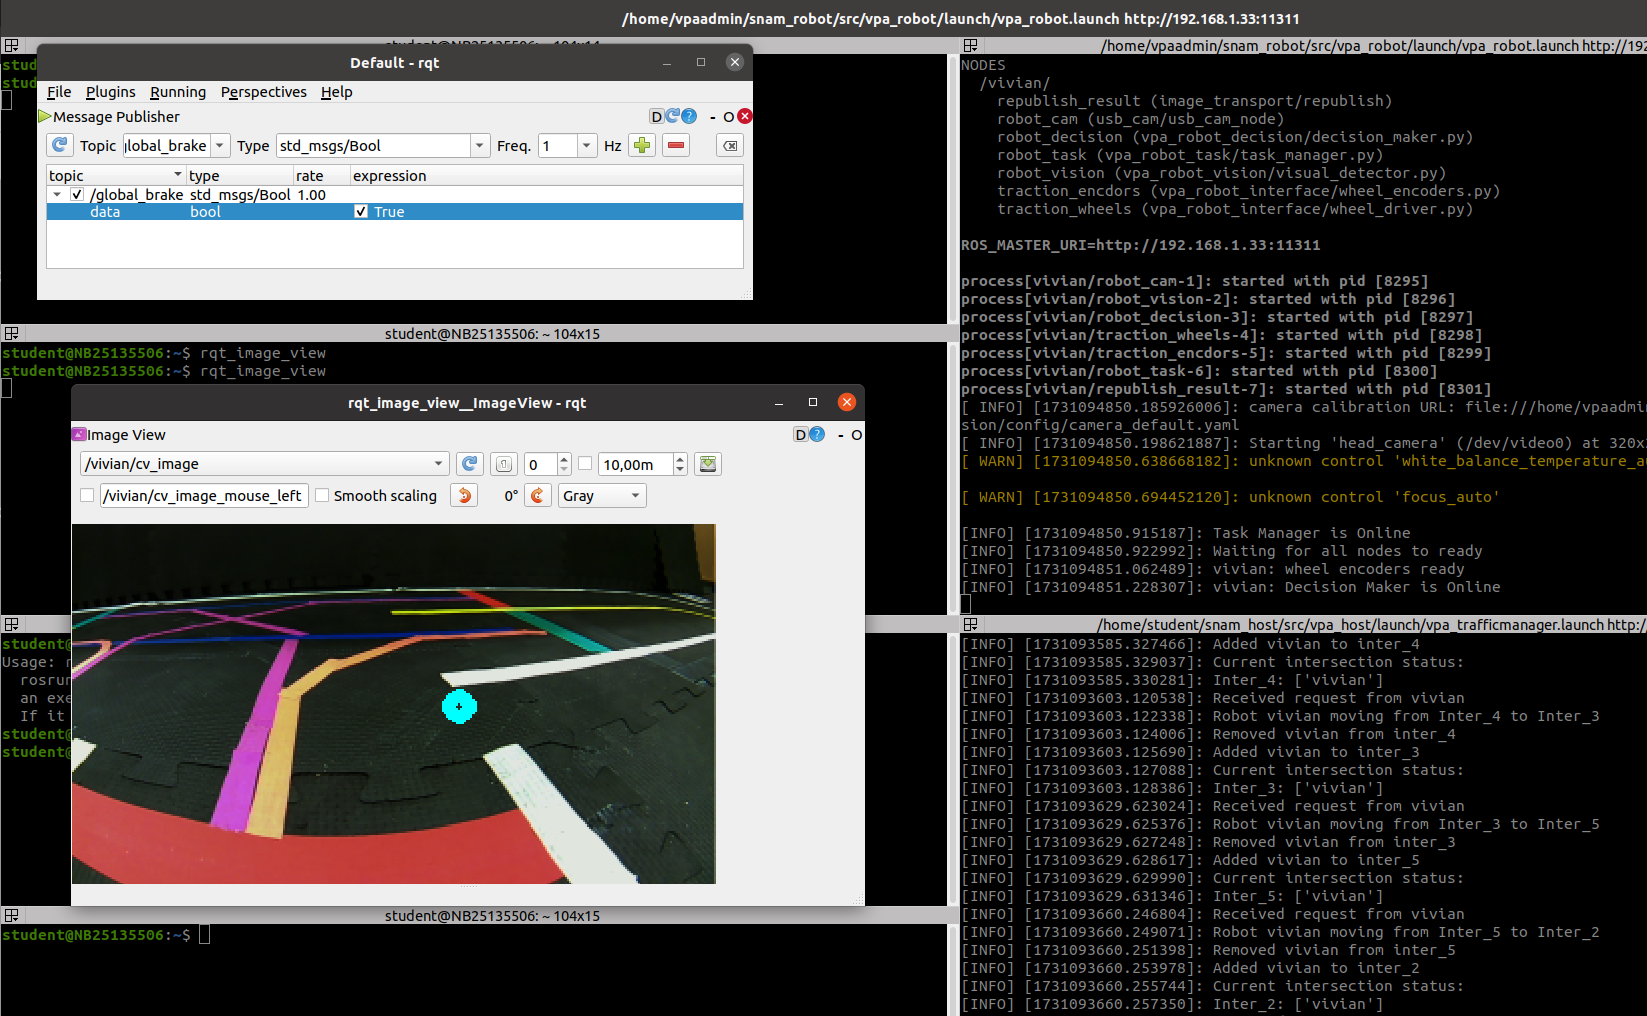 /home/vpaadmin/snam_robot/src/vpa_robot/launch/vpa_robot.launch http://192.168.1.33:11311
Default - rqt
File Plugins Running Perspectives Help
Message Publisher
D - O
Topic lobal_brake Type std_msgs/Bool Freq. 1 Hz
topic type rate expression
/global_brake std_msgs/Bool 1.00
data bool True
student@NB25135506: ~ 104x15
student@NB25135506:~$ rqt_image_view
student@NB25135506:~$ rqt_image_view
rqt_image_view__ImageView - rqt
Image View
D - O
/vivian/cv_image 0 10,00m
/vivian/cv_image_mouse_left Smooth scaling 0° Gray
Usage: r
rosrun
an exe
If it
student@NB25135506: ~ 104x15
student@NB25135506:~$
/home/vpaadmin/snam_robot/src/vpa_robot/launch/vpa_robot.launch http://192
NODES
/vivian/
republish_result (image_transport/republish)
robot_cam (usb_cam/usb_cam_node)
robot_decision (vpa_robot_decision/decision_maker.py)
robot_task (vpa_robot_task/task_manager.py)
robot_vision (vpa_robot_vision/visual_detector.py)
traction_encdors (vpa_robot_interface/wheel_encoders.py)
traction_wheels (vpa_robot_interface/wheel_driver.py)
ROS_MASTER_URI=http://192.168.1.33:11311
process[vivian/robot_cam-1]: started with pid [8295]
process[vivian/robot_vision-2]: started with pid [8296]
process[vivian/robot_decision-3]: started with pid [8297]
process[vivian/traction_wheels-4]: started with pid [8298]
process[vivian/traction_encdors-5]: started with pid [8299]
process[vivian/robot_task-6]: started with pid [8300]
process[vivian/republish_result-7]: started with pid [8301]
[ INFO] [1731094850.185926006]: camera calibration URL: file:///home/vpaadmin
sion/config/camera_default.yaml
[ INFO] [1731094850.198621887]: Starting 'head_camera' (/dev/video0) at 320x
[ WARN] [1731094850.638668182]: unknown control 'white_balance_temperature_au
[ WARN] [1731094850.694452120]: unknown control 'focus_auto'
[INFO] [1731094850.915187]: Task Manager is Online
[INFO] [1731094850.922992]: Waiting for all nodes to ready
[INFO] [1731094851.062489]: vivian: wheel encoders ready
[INFO] [1731094851.228307]: vivian: Decision Maker is Online
/home/student/snam_host/src/vpa_host/launch/vpa_trafficmanager.launch http:/
[INFO] [1731093585.327466]: Added vivian to inter_4
[INFO] [1731093585.329037]: Current intersection status:
[INFO] [1731093585.330281]: Inter_4: ['vivian']
[INFO] [1731093603.120538]: Received request from vivian
[INFO] [1731093603.122338]: Robot vivian moving from Inter_4 to Inter_3
[INFO] [1731093603.124006]: Removed vivian from inter_4
[INFO] [1731093603.125690]: Added vivian to inter_3
[INFO] [1731093603.127088]: Current intersection status:
[INFO] [1731093603.128386]: Inter_3: ['vivian']
[INFO] [1731093629.623024]: Received request from vivian
[INFO] [1731093629.625376]: Robot vivian moving from Inter_3 to Inter_5
[INFO] [1731093629.627248]: Removed vivian from inter_3
[INFO] [1731093629.628617]: Added vivian to inter_5
[INFO] [1731093629.629990]: Current intersection status:
[INFO] [1731093629.631346]: Inter_5: ['vivian']
[INFO] [1731093660.246804]: Received request from vivian
[INFO] [1731093660.249071]: Robot vivian moving from Inter_5 to Inter_2
[INFO] [1731093660.251398]: Removed vivian from inter_5
[INFO] [1731093660.253978]: Added vivian to inter_2
[INFO] [1731093660.255744]: Current intersection status:
[INFO] [1731093660.257350]: Inter_2: ['vivian']